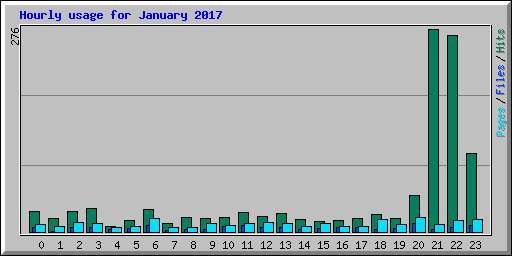 Hourly usage for January 2017
276
Pages/Files/Hits
0 1 2 3 4 5 6 7 8 9 10 11 12 13 14 15 16 17 18 19 20 21 22 23